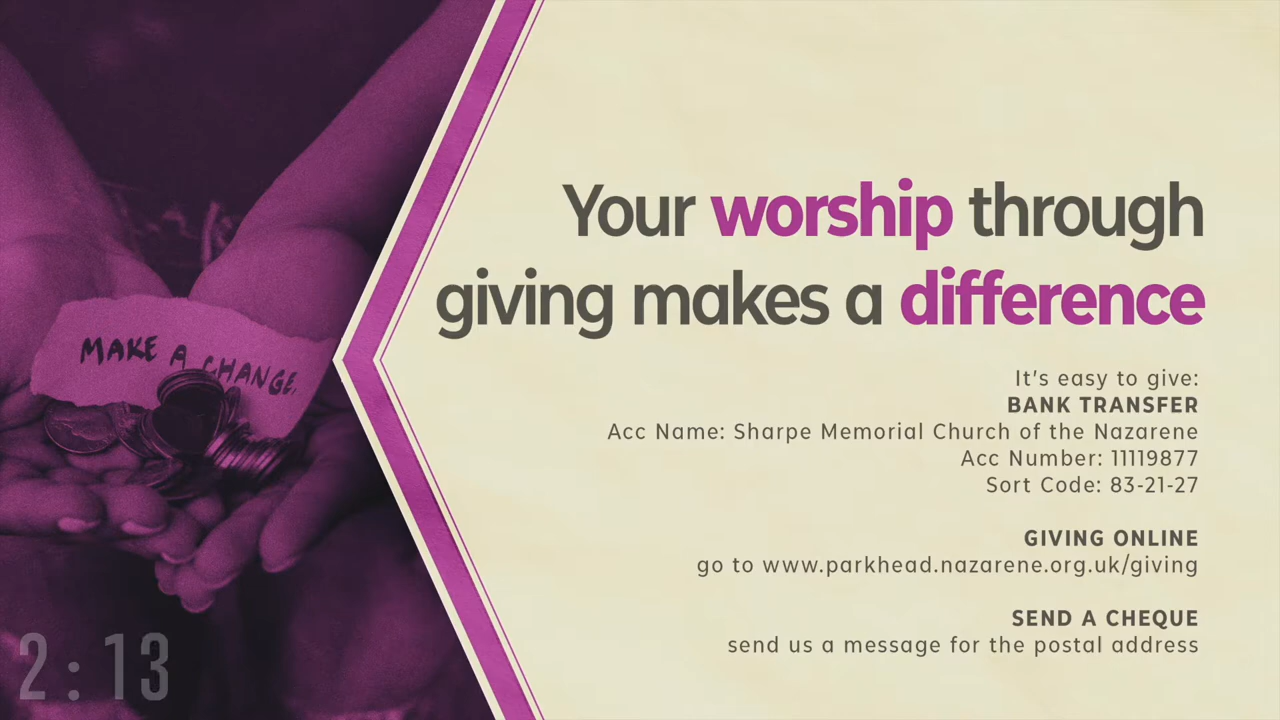 MAKE A CHANGE.
2:13
Your worship through
giving makes a difference
It's easy to give:
BANK TRANSFER
Acc Name: Sharpe Memorial Church of the Nazarene
Acc Number: 11119877
Sort Code: 83-21-27
GIVING ONLINE
go to www.parkhead.nazarene.org.uk/giving
SEND A CHEQUE
send us a message for the postal address